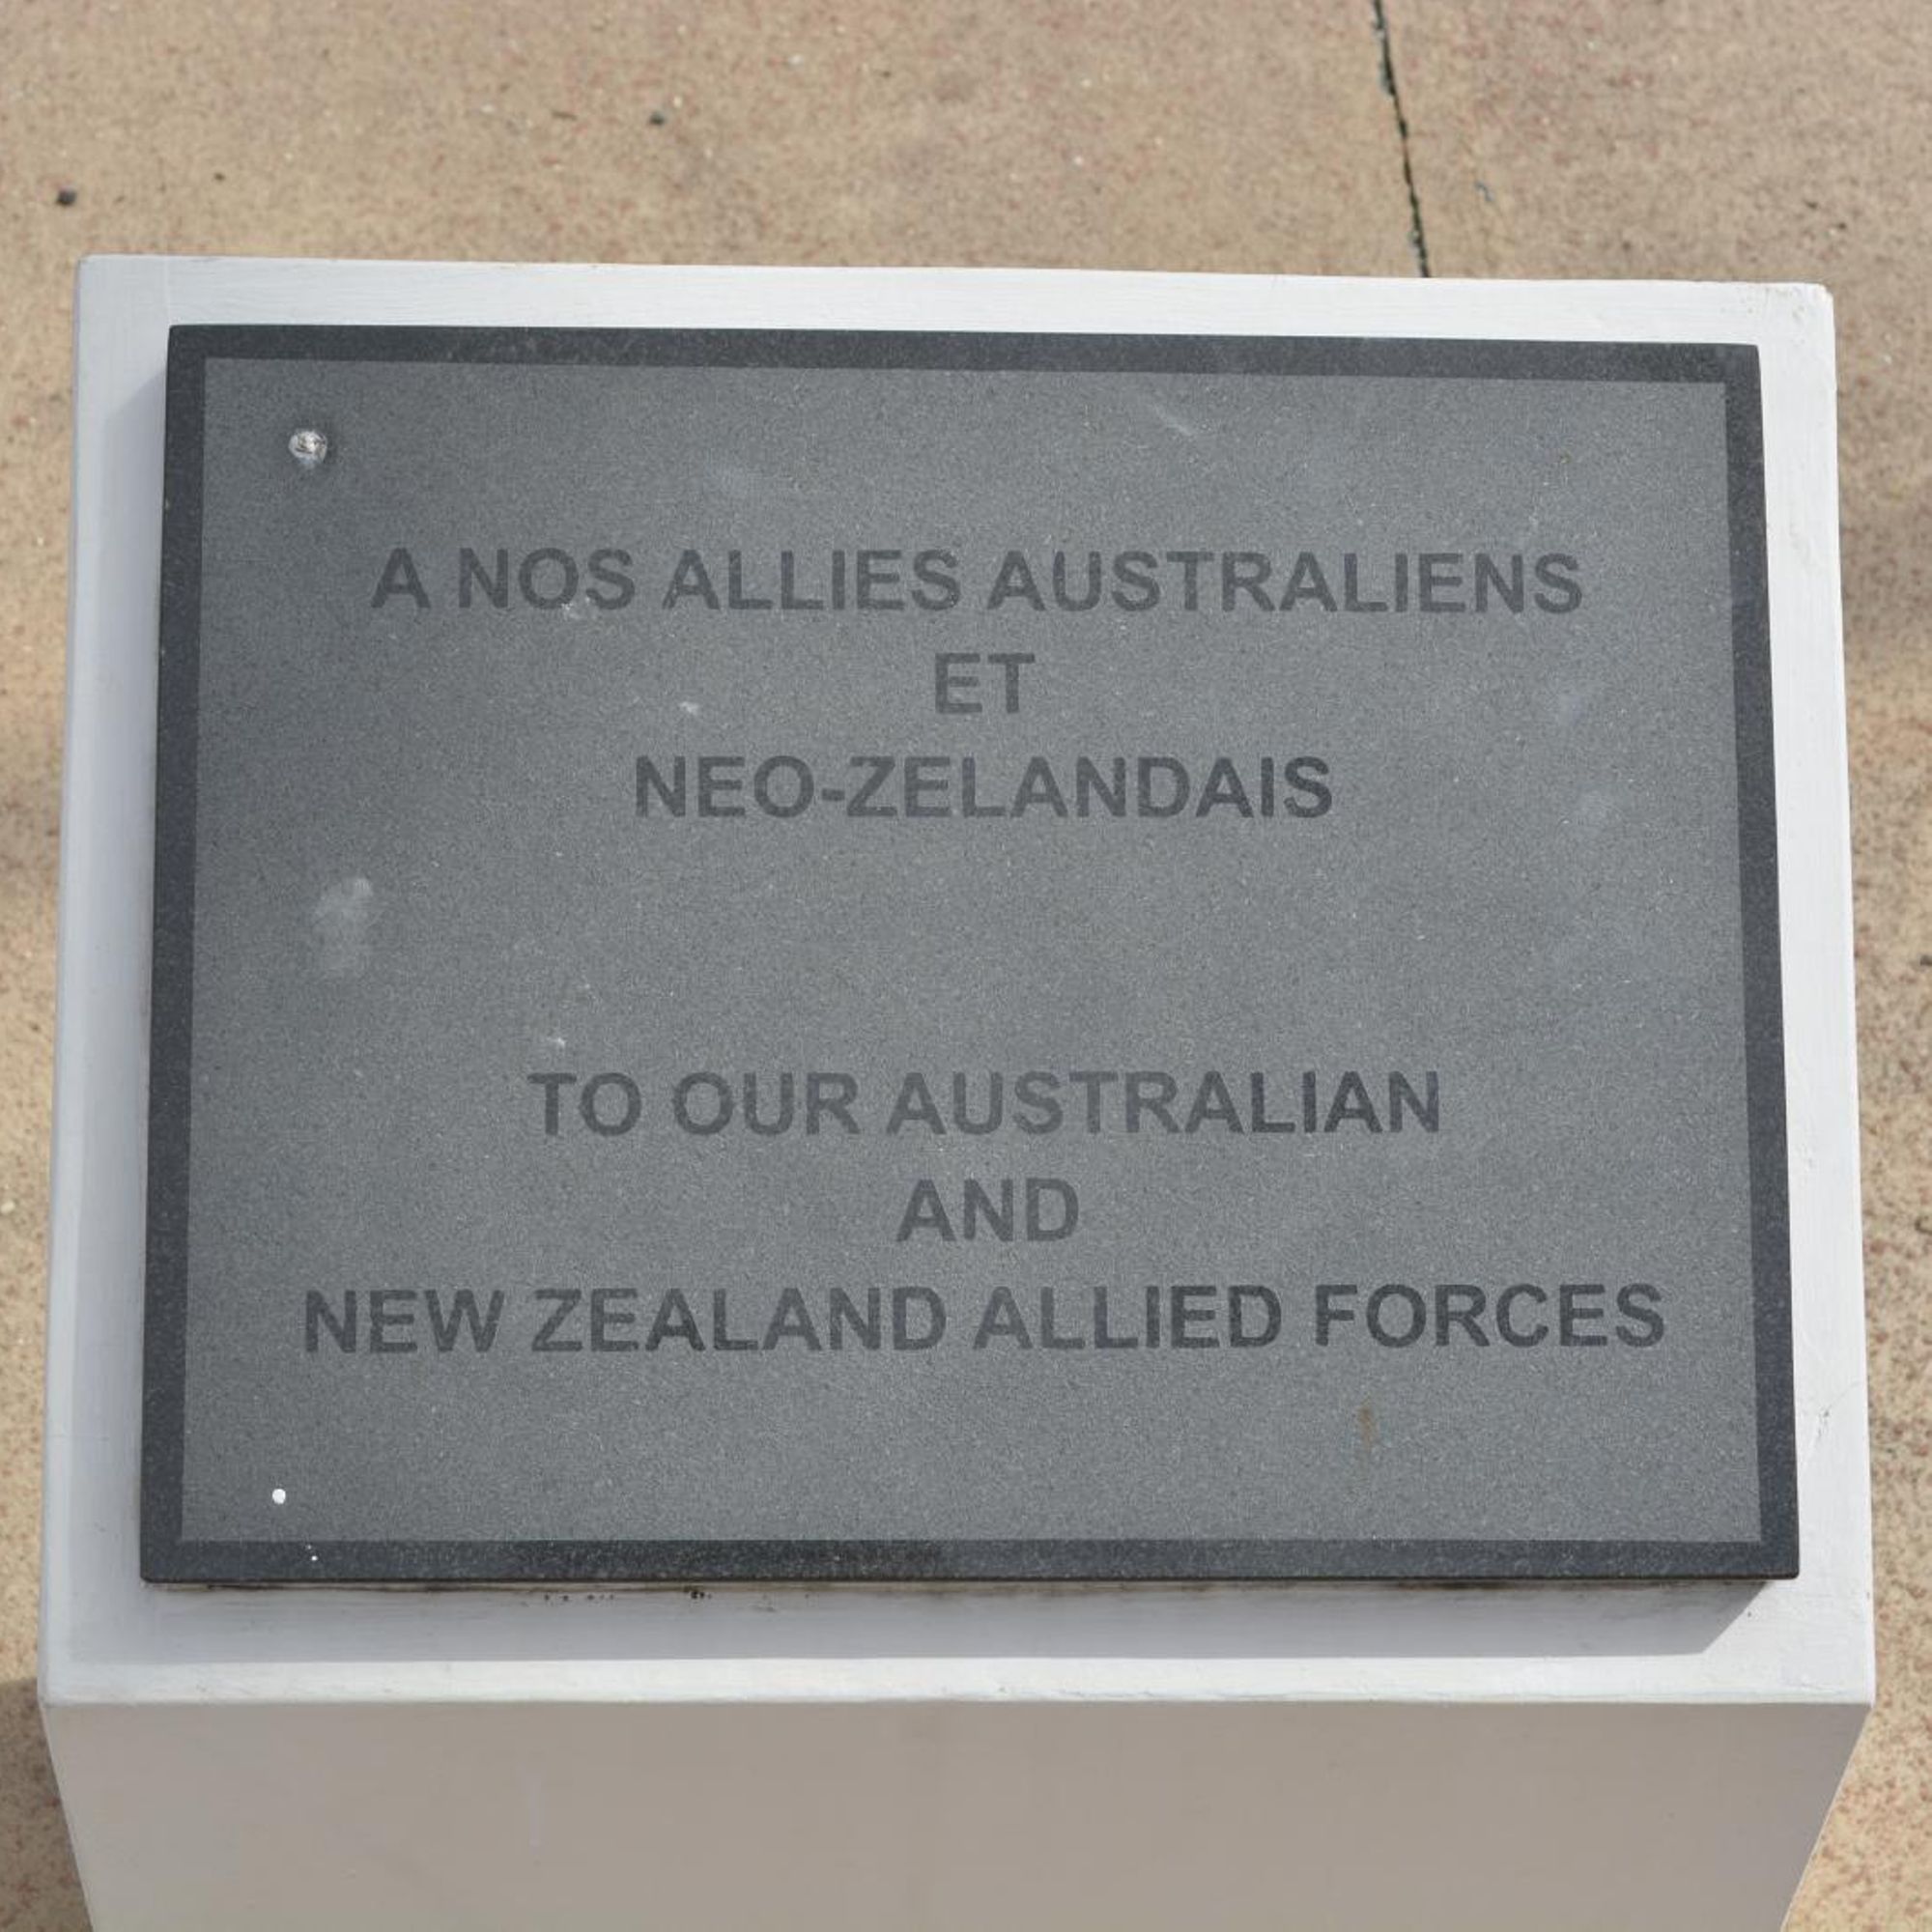 A NOS ALLIES AUSTRALIENS
ET
NEO-ZELANDAIS
TO OUR AUSTRALIAN
AND
NEW ZEALAND ALLIED FORCES